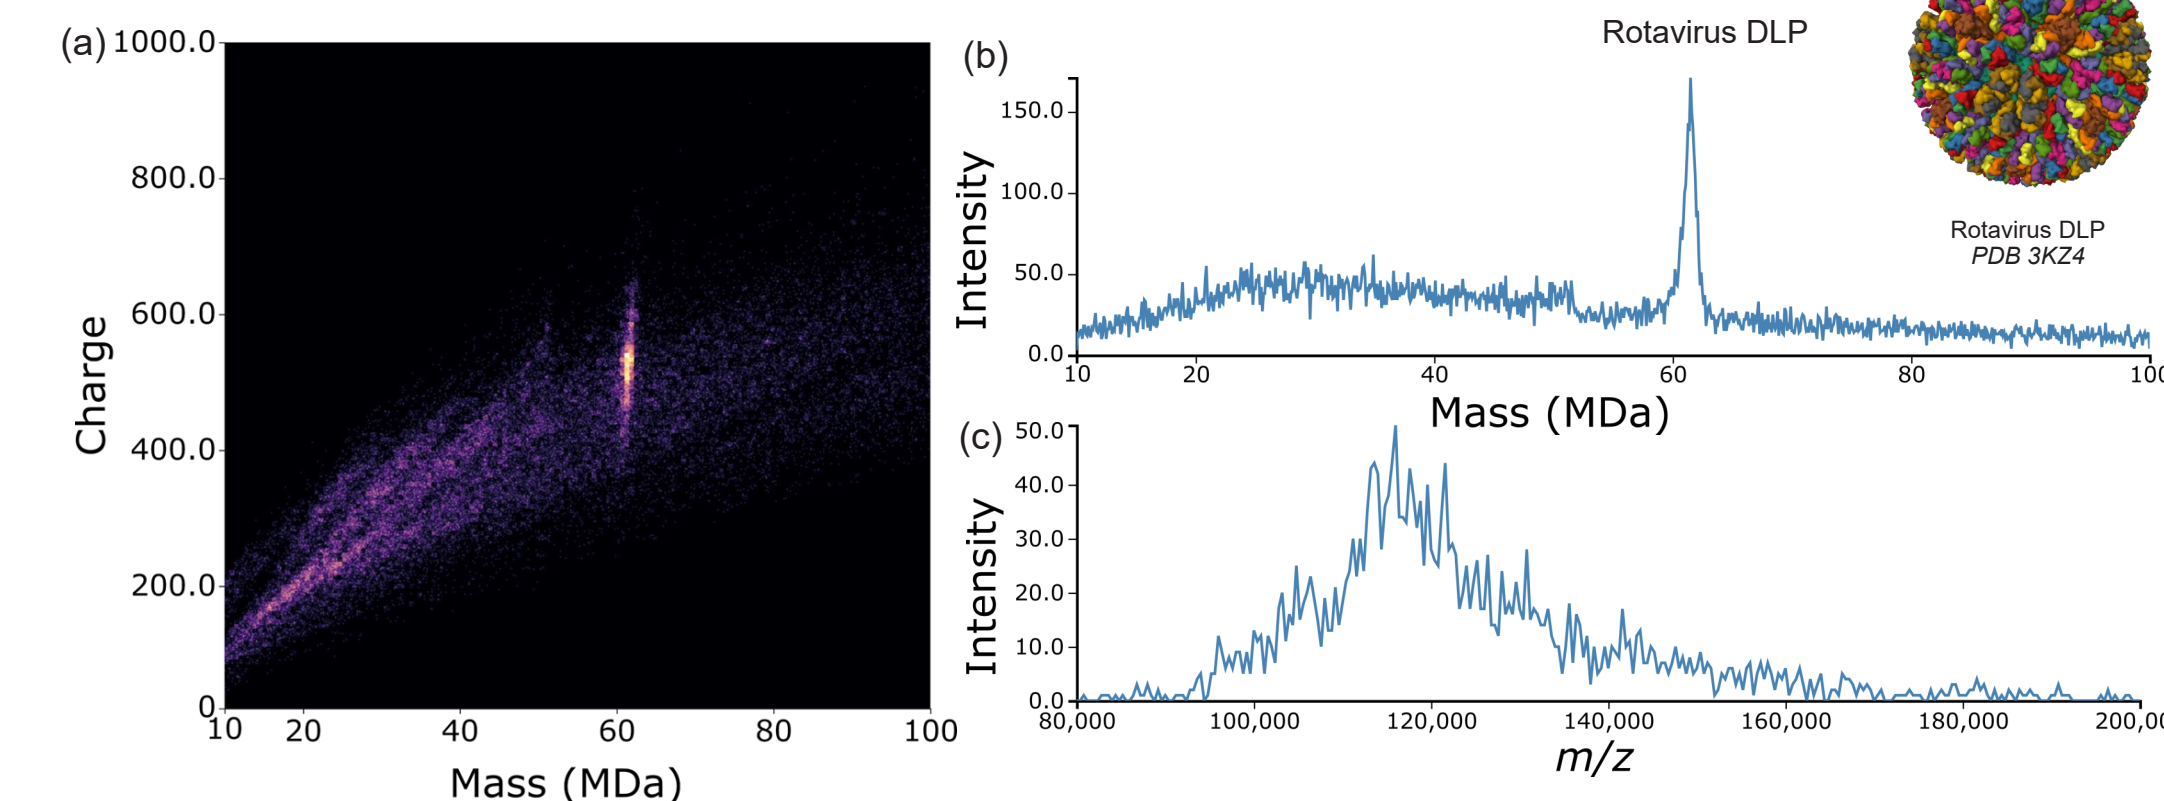 (a)
1000.0
800.0
600.0
400.0
200.0
0
Charge
10 20 40 60 80 100
Mass (MDa)
(b)
Rotavirus DLP
150.0
100.0
50.0
0.0
Intensity
10 20 40 60 80 100
Mass (MDa)
Rotavirus DLP
PDB 3KZ4
(c)
50.0
40.0
30.0
20.0
10.0
0.0
Intensity
80,000 100,000 120,000 140,000 160,000 180,000 200,00
m/z